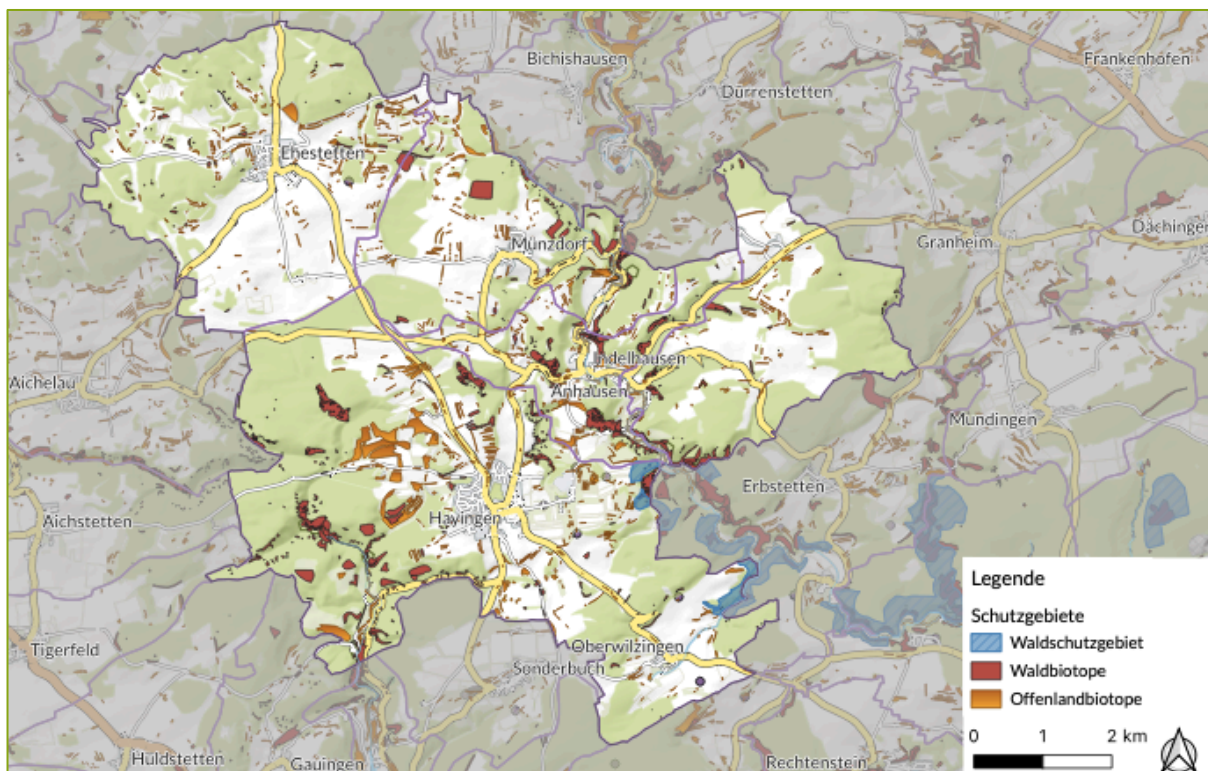 Bichishausen
Frankenhofen
Dürrenstetten
Ehestetten
Münzdorf
Granheim
Dächingen
Indelhausen
Aichelau
Anhausen
Mundingen
Erbstetten
Aichstetten
Hayingen
Legende
Schutzgebiete
Waldschutzgebiet
Tigerfeld
Oberwilzingen
Sonderbuch
Waldbiotope
Offenlandbiotope
0 1 2 km
Huldstetten
Gauingen
Rechtenstein